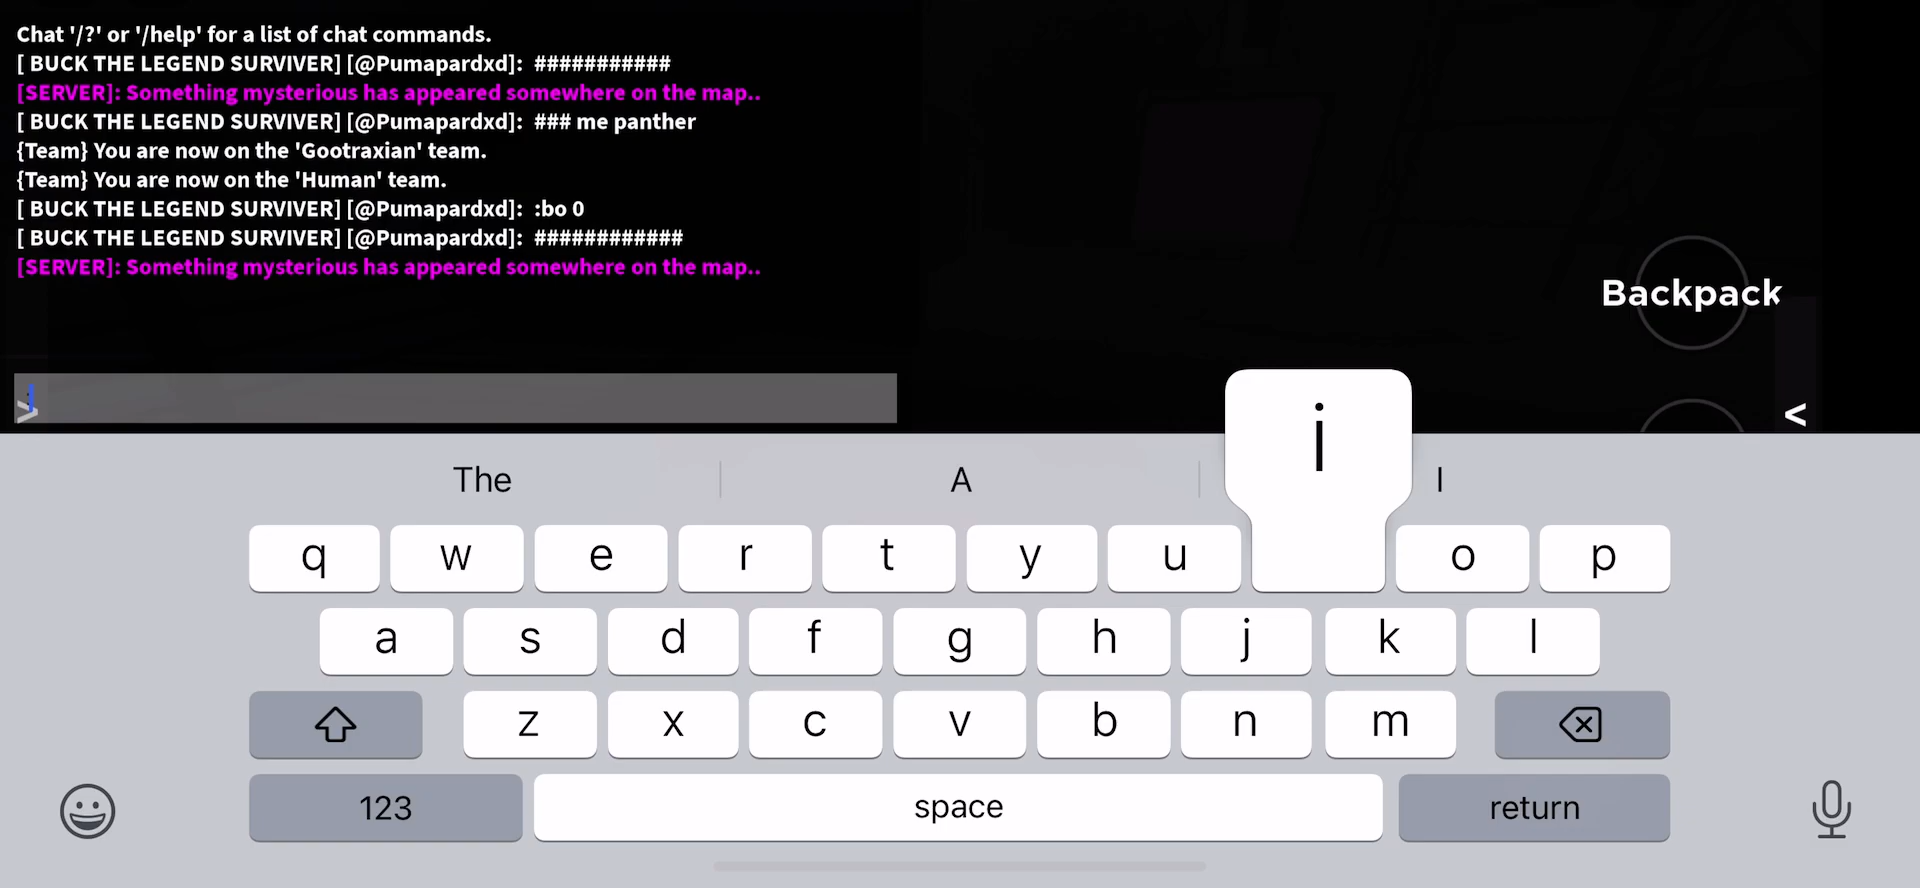 Chat '/?' or '/help' for a list of chat commands.
[ BUCK THE LEGEND SURVIVER] [@Pumapardxd]: ###########
[SERVER]: Something mysterious has appeared somewhere on the map..
[ BUCK THE LEGEND SURVIVER] [@Pumapardxd]: ### me panther
{Team} You are now on the 'Gootraxian' team.
{Team} You are now on the 'Human' team.
[ BUCK THE LEGEND SURVIVER] [@Pumapardxd]: :bo 0
[ BUCK THE LEGEND SURVIVER] [@Pumapardxd]: ############
[SERVER]: Something mysterious has appeared somewhere on the map..
Backpack
> <
The A I
i
q w e r t y u o p
a s d f g h j k l
z x c v b n m
123 space return